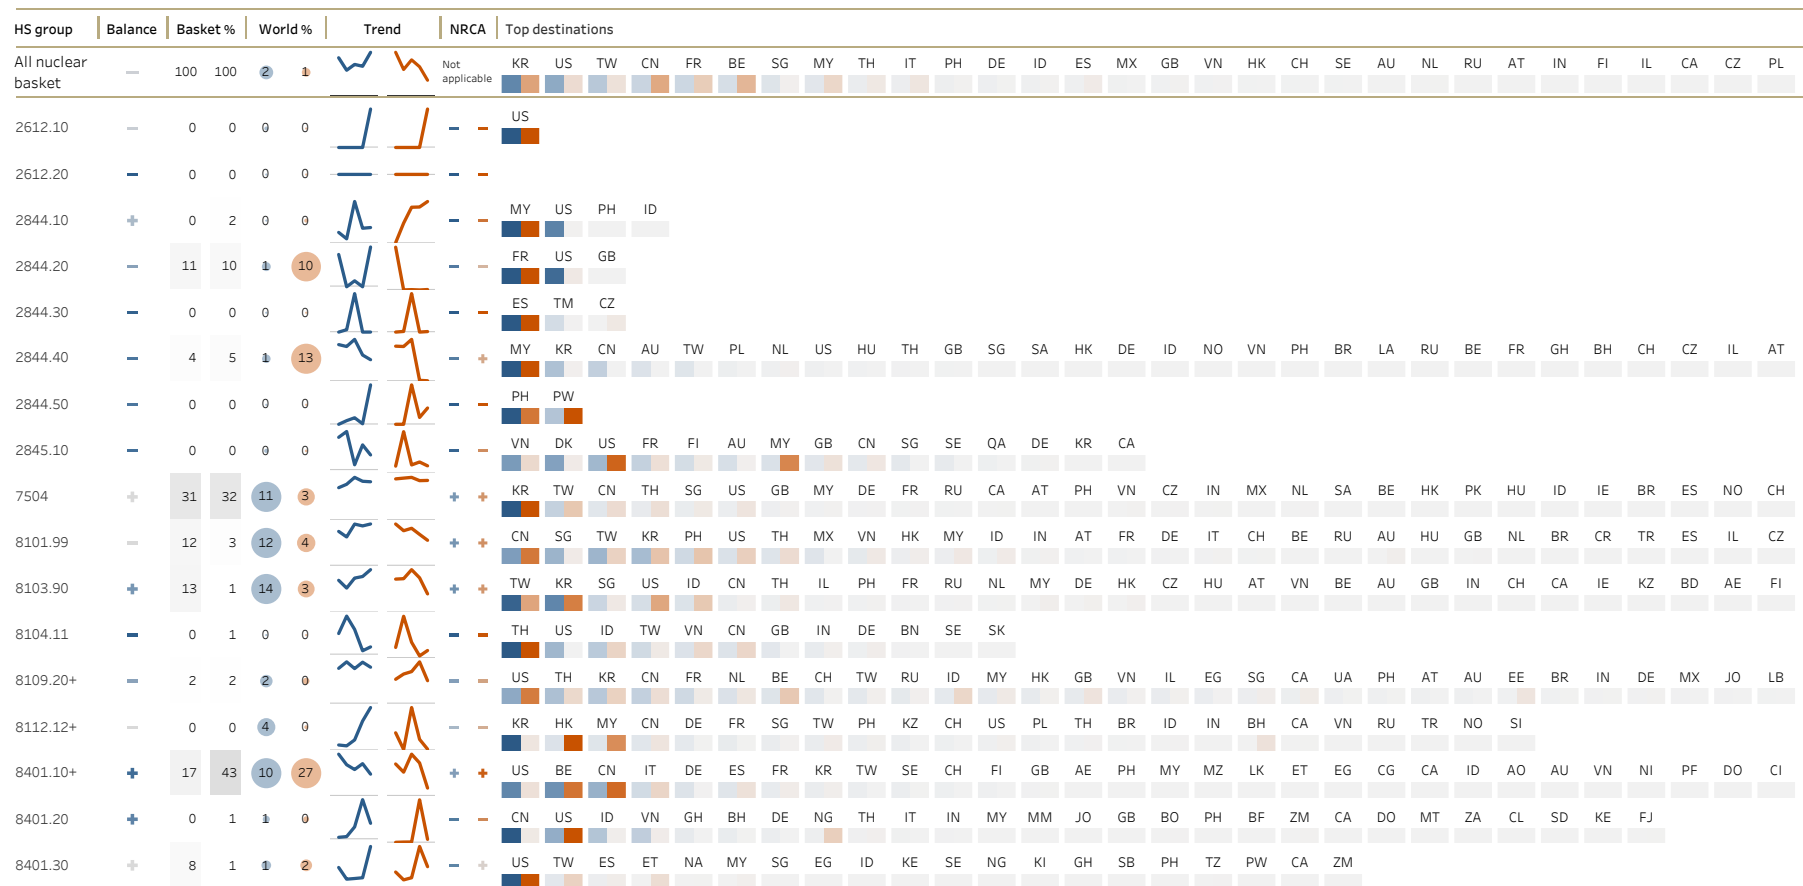 HS group Balance Basket % World % Trend NRCA Top destinations
All nuclear basket 100 100 2 1 Not applicable KR US TW CN FR BE SG MY TH IT PH DE ID ES MX GB VN HK CH SE AU NL RU AT IN FI IL CA CZ PL
2612.10 0 0 0 0 US
2612.20 0 0 0 0
2844.10 0 2 0 0 MY US PH ID
2844.20 11 10 1 10 FR US GB
2844.30 0 0 0 0 ES TM CZ
2844.40 4 5 1 13 MY KR CN AU TW PL NL US HU TH GB SG SA HK DE ID NO VN PH BR LA RU BE FR GH BH CH CZ IL AT
2844.50 0 0 0 0 PH PW
2845.10 0 0 0 0 VN DK US FR FI AU MY GB CN SG SE QA DE KR CA
7504 31 32 11 3 KR TW CN TH SG US GB MY DE FR RU CA AT PH VN CZ IN MX NL SA BE HK PK HU ID IE BR ES NO CH
8101.99 12 3 12 4 CN SG TW KR PH US TH MX VN HK MY ID IN AT FR DE IT CH BE RU AU HU GB NL BR CR TR ES IL CZ
8103.90 13 1 14 3 TW KR SG US ID CN TH IL PH FR RU NL MY DE HK CZ HU AT VN BE AU GB IN CH CA IE KZ BD AE FI
8104.11 0 1 0 0 TH US ID TW VN CN GB IN DE BN SE SK
8109.20+ 2 2 2 0 US TH KR CN FR NL BE CH TW RU ID MY HK GB VN IL EG SG CA UA PH AT AU EE BR IN DE MX JO LB
8112.12+ 0 0 4 0 KR HK MY CN DE FR SG TW PH KZ CH US PL TH BR ID IN BH CA VN RU TR NO SI
8401.10+ 17 43 10 27 US BE CN IT DE ES FR KR TW SE CH FI GB AE PH MY MZ LK ET EG CG CA ID AO AU VN NI PF DO CI
8401.20 0 1 1 0 CN US ID VN GH BH DE NG TH IT IN MY MM JO GB BO PH BF ZM CA DO MT ZA CL SD KE FJ
8401.30 8 1 1 2 US TW ES ET NA MY SG EG ID KE SE NG KI GH SB PH TZ PW CA ZM